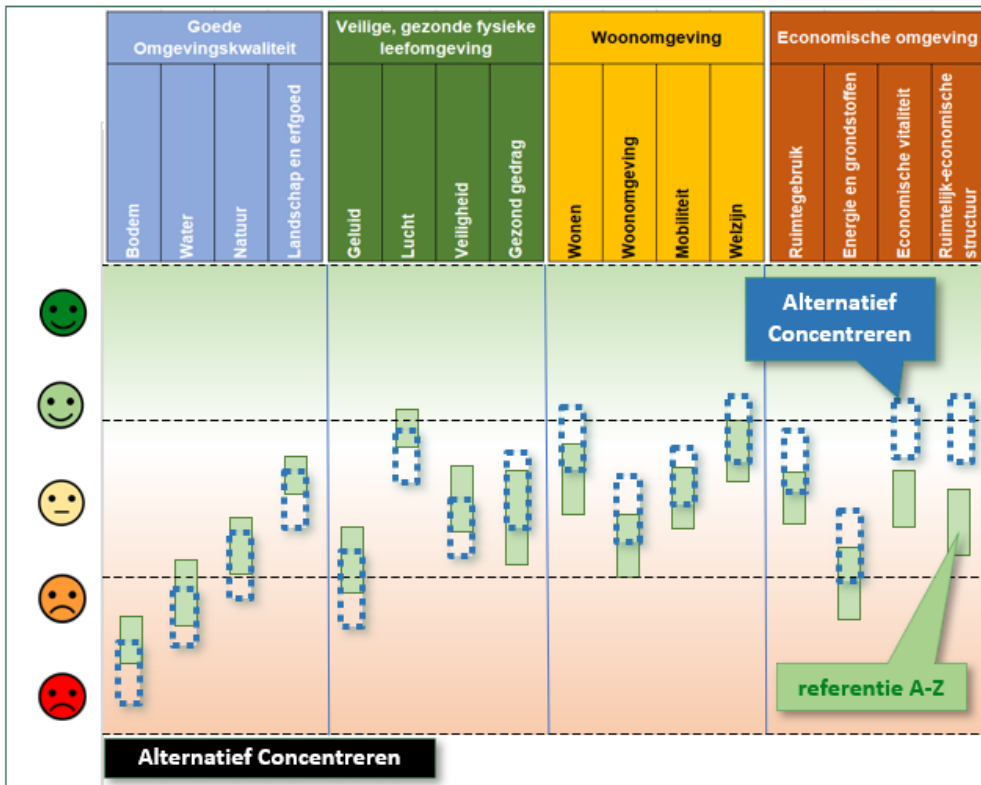 Goede
Omgevingskwaliteit
Veilige, gezonde fysieke
leefomgeving
Woonomgeving
Economische omgeving
Bodem
Water
Natuur
Landschap en erfgoed
Geluid
Lucht
Veiligheid
Gezond gedrag
Wonen
Woonomgeving
Mobiliteit
Welzijn
Ruimtegebruik
Energie en grondstoffen
Economische vitaliteit
Ruimtelijk-economische
structuur
Alternatief
Concentreren
referentie A-Z
Alternatief Concentreren